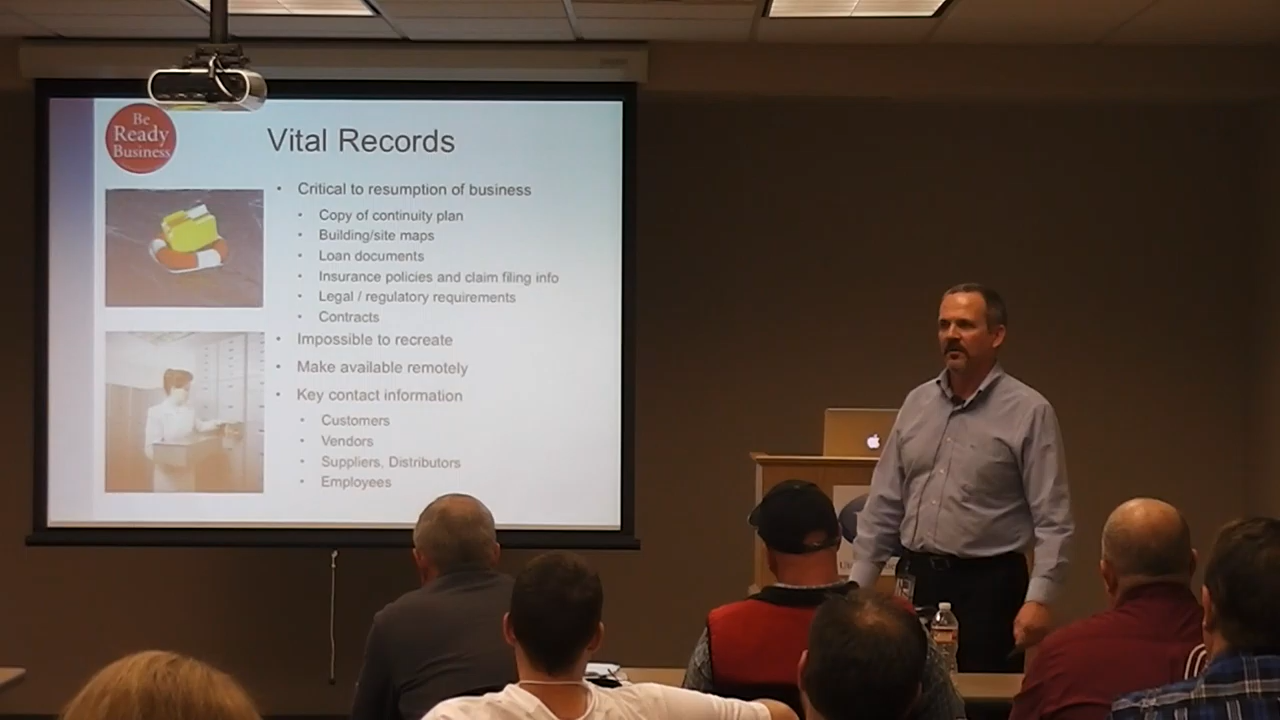 Be
Ready
Business
Vital Records
• Critical to resumption of business
• Copy of continuity plan
• Building/site maps
• Loan documents
• Insurance policies and claim filing info
• Legal / regulatory requirements
• Contracts
• Impossible to recreate
• Make available remotely
• Key contact information
• Customers
• Vendors
• Suppliers, Distributors
• Employees